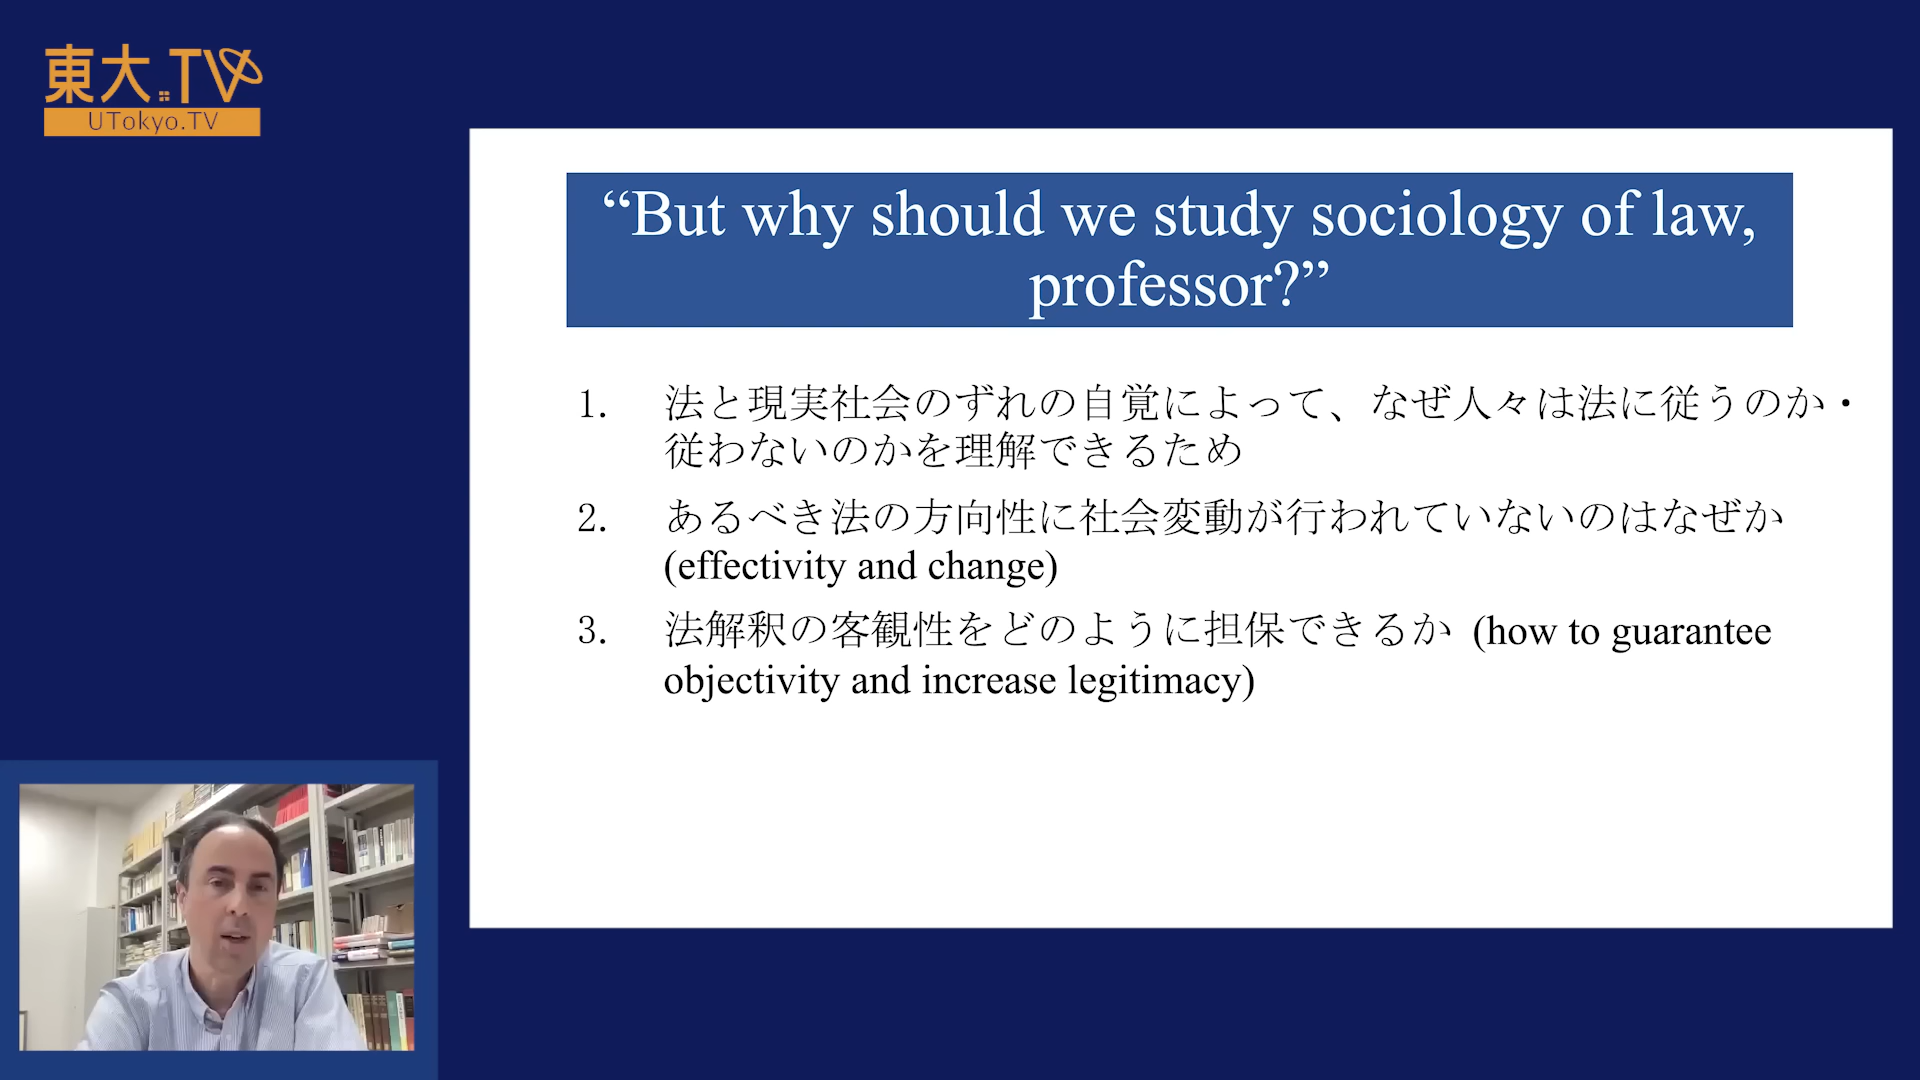 東大.TV
UTokyo.TV
“But why should we study sociology of law,
professor?”
1. 法と現実社会のずれの自覚によって、なぜ人々は法に従うのか・
従わないのかを理解できるため
2. あるべき法の方向性に社会変動が行われていないのはなぜか
(effectivity and change)
3. 法解釈の客観性をどのように担保できるか (how to guarantee
objectivity and increase legitimacy)